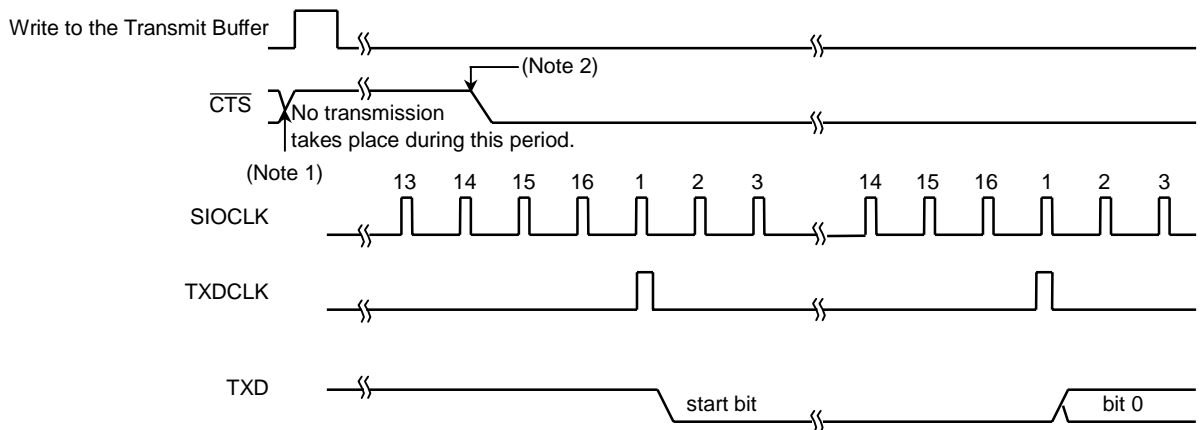 Write to the Transmit Buffer
(Note 2)
CTS
No transmission
takes place during this period.
(Note 1)
13 14 15 16 1 2 3 14 15 16 1 2 3
SIOCLK
TXDCLK
TXD
start bit
bit 0